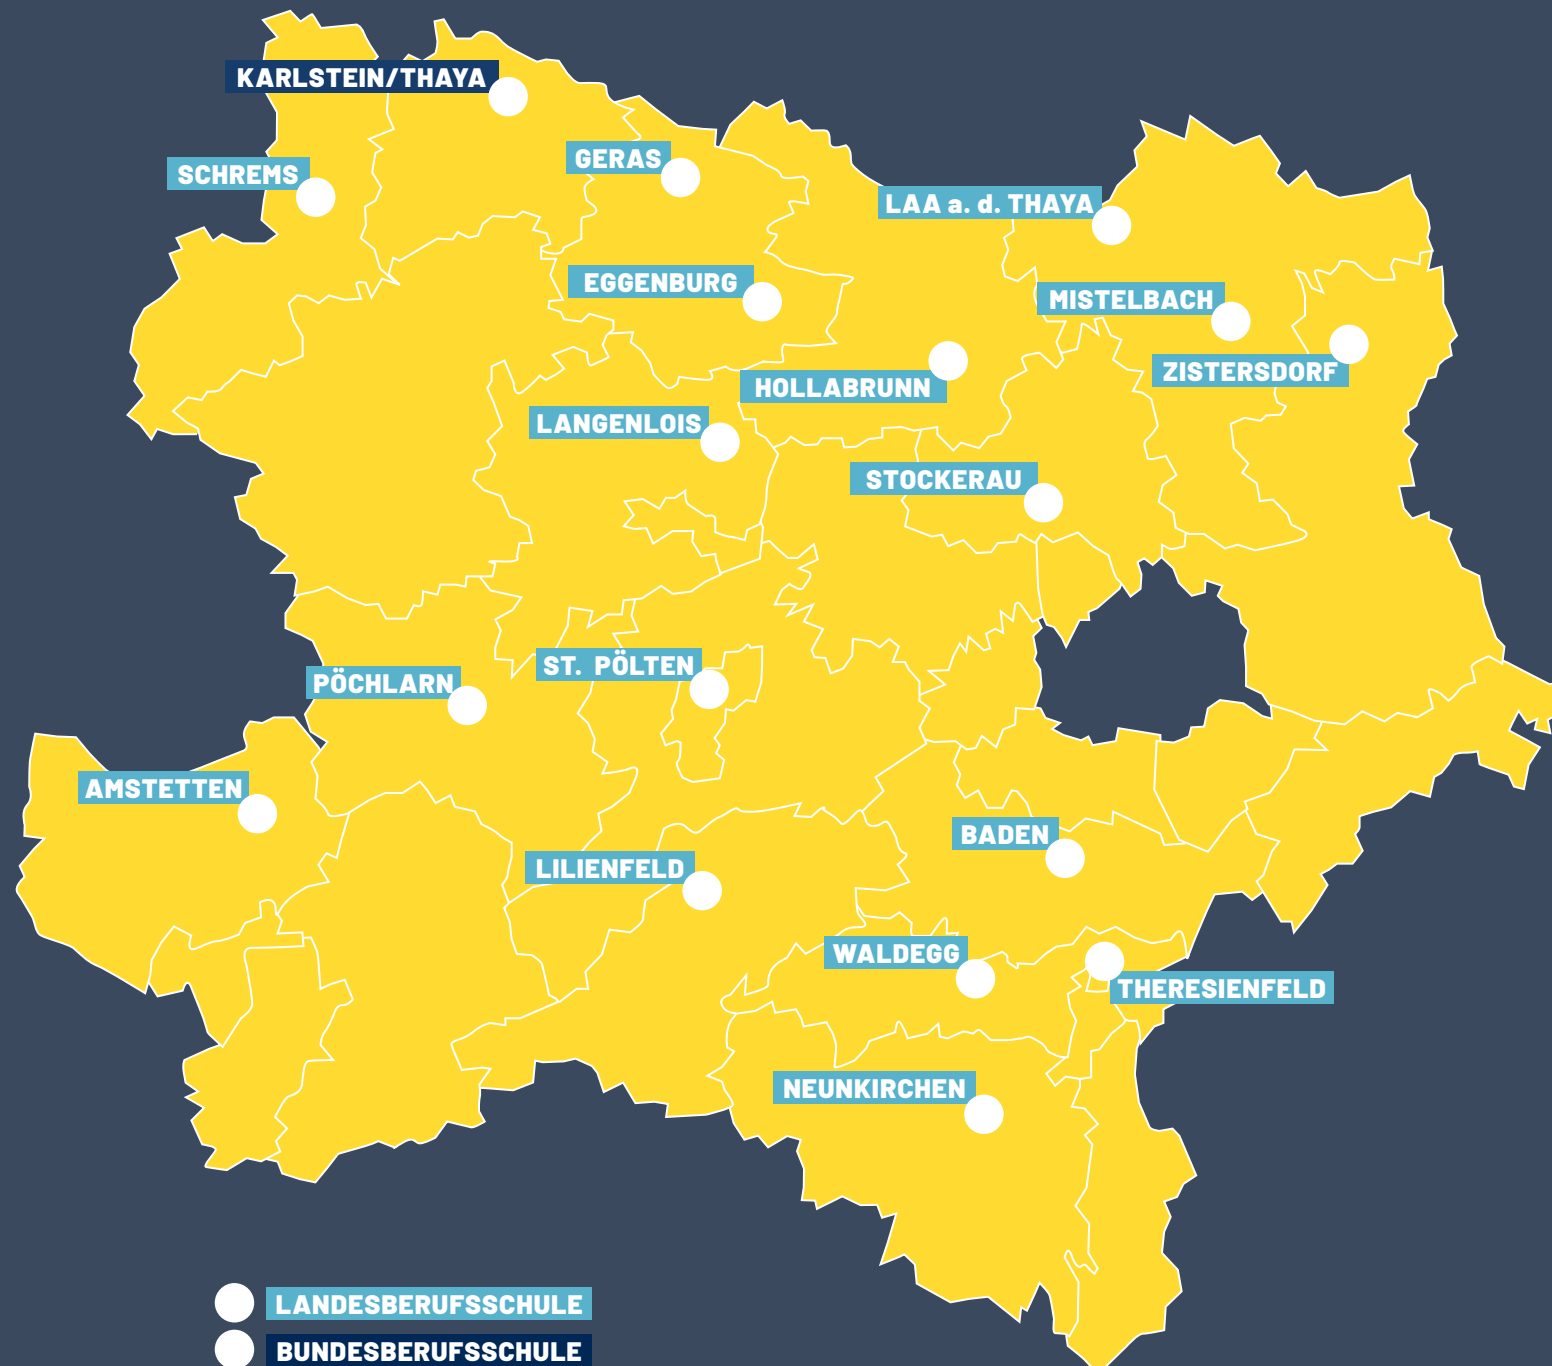 KARLSTEIN/THAYA
GERAS
SCHREMS
LAA a. d. THAYA
EGGENBURG
MISTELBACH
ZISTERSDORF
HOLLABRUNN
LANGENLOIS
STOCKERAU
ST. PÖLTEN
PÖCHLARN
AMSTETTEN
BADEN
LILIENFELD
WALDEGG
THERESIENFELD
NEUNKIRCHEN
LANDESBERUFSSCHULE
BUNDESBERUFSSCHULE